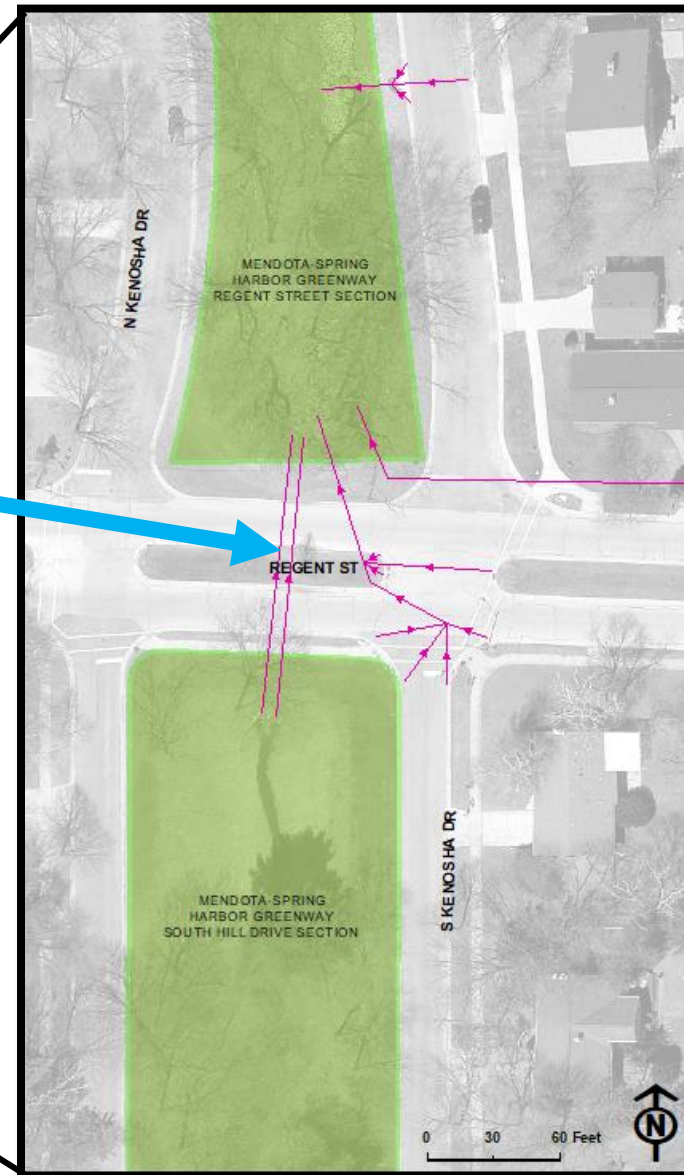 N KENOSHA DR
MENDOTA-SPRING
HARBOR GREENWAY
REGENT STREET SECTION
REGENT ST
S KENOSHA DR
MENDOTA-SPRING
HARBOR GREENWAY
SOUTH HILL DRIVE SECTION
0 30 60 Feet
N